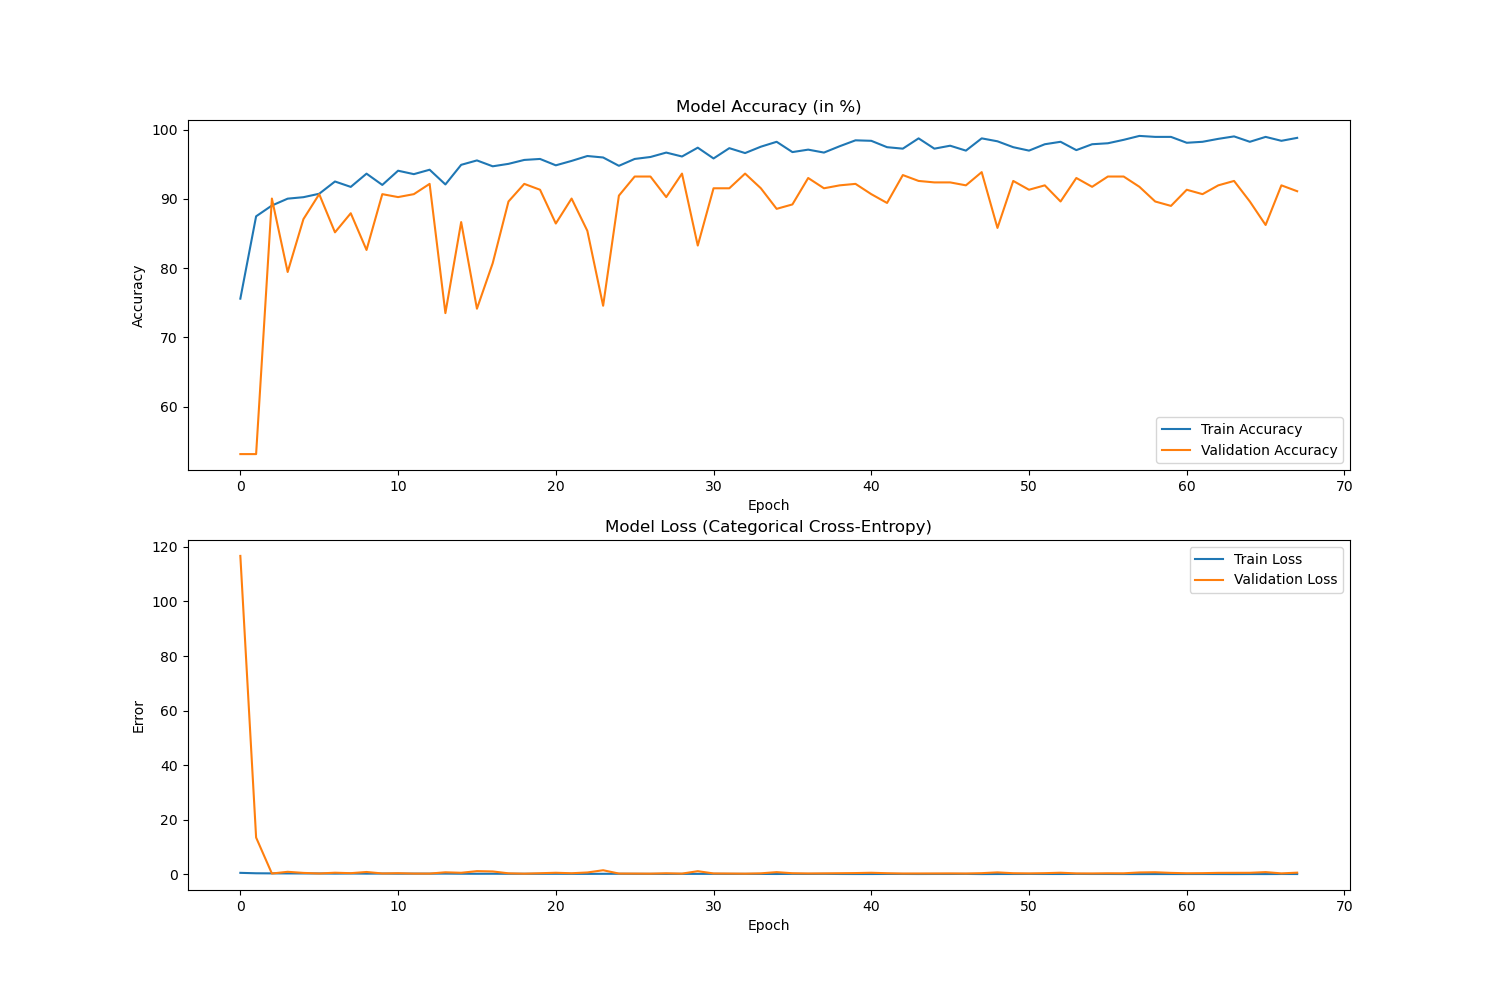 Model Accuracy (in %)
100
90
80
70
60
Accuracy
Train Accuracy
Validation Accuracy
0 10 20 30 40 50 60 70
Epoch
Model Loss (Categorical Cross-Entropy)
120
100
80
60
40
20
0
Error
Train Loss
Validation Loss
0 10 20 30 40 50 60 70
Epoch